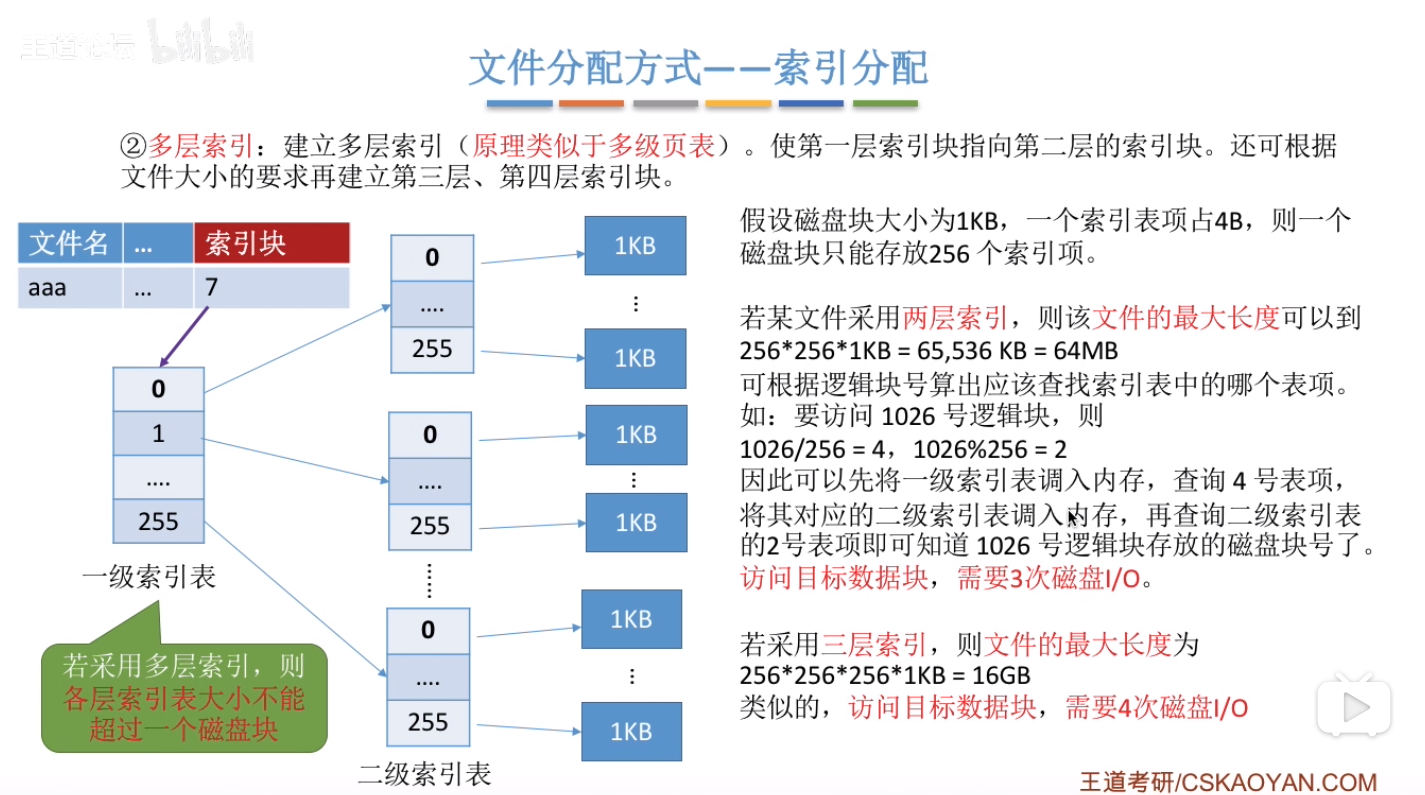 王道论坛 bilibili
文件分配方式——索引分配
②多层索引：建立多层索引（原理类似于多级页表）。使第一层索引块指向第二层的索引块。还可根据
文件大小的要求再建立第三层、第四层索引块。
文件名 ... 索引块
aaa ... 7
0
1
....
255
一级索引表
若采用多层索引，则
各层索引表大小不能
超过一个磁盘块
0
....
255
0
....
255
0
....
255
二级索引表
1KB
1KB
1KB
1KB
1KB
1KB
假设磁盘块大小为1KB，一个索引表项占4B，则一个
磁盘块只能存放256 个索引项。
若某文件采用两层索引，则该文件的最大长度可以到
256*256*1KB = 65,536 KB = 64MB
可根据逻辑块号算出应该查找索引表中的哪个表项。
如：要访问 1026 号逻辑块，则
1026/256 = 4，1026%256 = 2
因此可以先将一级索引表调入内存，查询 4 号表项，
将其对应的二级索引表调入内存，再查询二级索引表
的2号表项即可知道 1026 号逻辑块存放的磁盘块号了。
访问目标数据块，需要3次磁盘I/O。
若采用三层索引，则文件的最大长度为
256*256*256*1KB = 16GB
类似的，访问目标数据块，需要4次磁盘I/O
王道考研/CSKAOYAN.COM